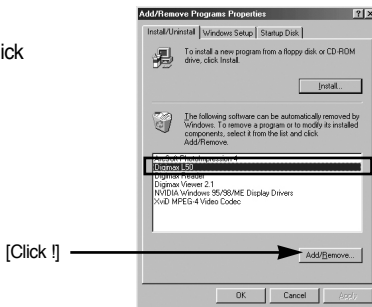 ick
Add/Remove Programs Properties
Install/Uninstall Windows Setup Startup Disk
To install a new program from a floppy disk or CD-ROM
drive, click Install.
Install...
The following software can be automatically removed by
Windows. To remove a program or to modify its installed
components, select it from the list and click
Add/Remove.
ArcSoft PhotoImpression 4
Digimax L50
Digimax Reader
Digimax Viewer 2.1
NVIDIA Windows 95/98/ME Display Drivers
XviD MPEG-4 Video Codec
[Click !]
Add/Remove...
OK Cancel Apply